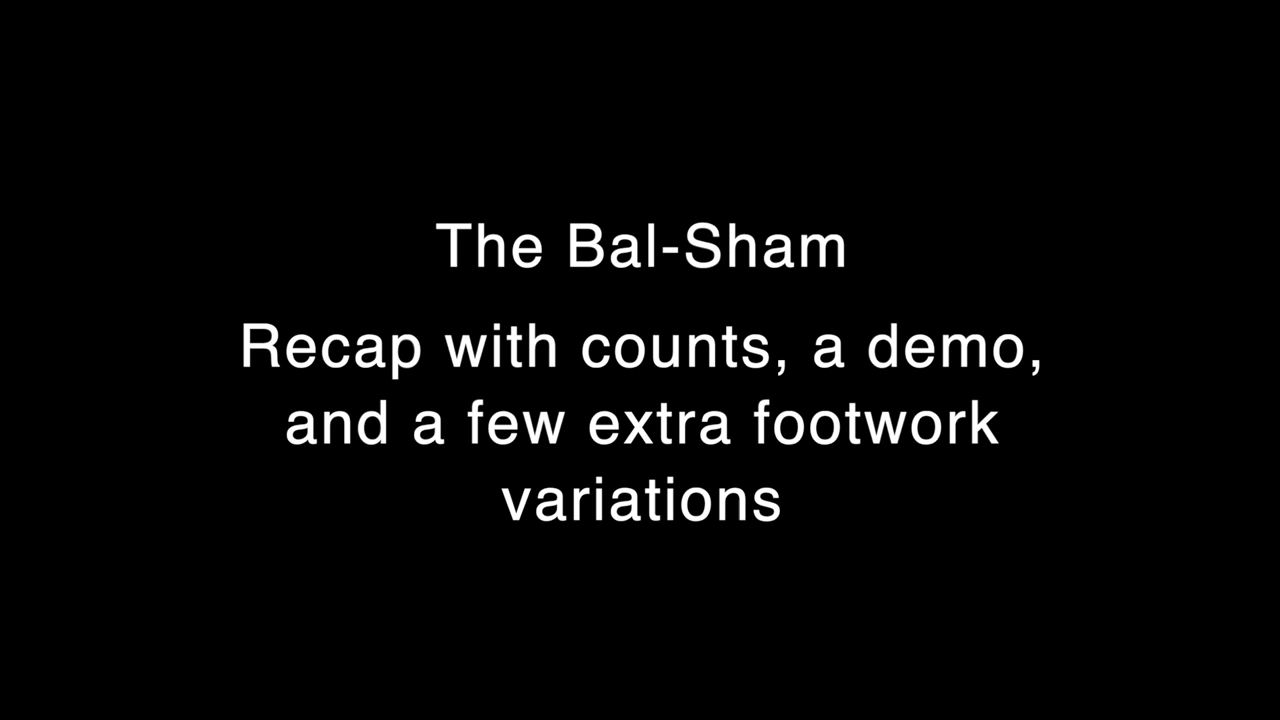 The Bal-Sham
Recap with counts, a demo,
and a few extra footwork
variations